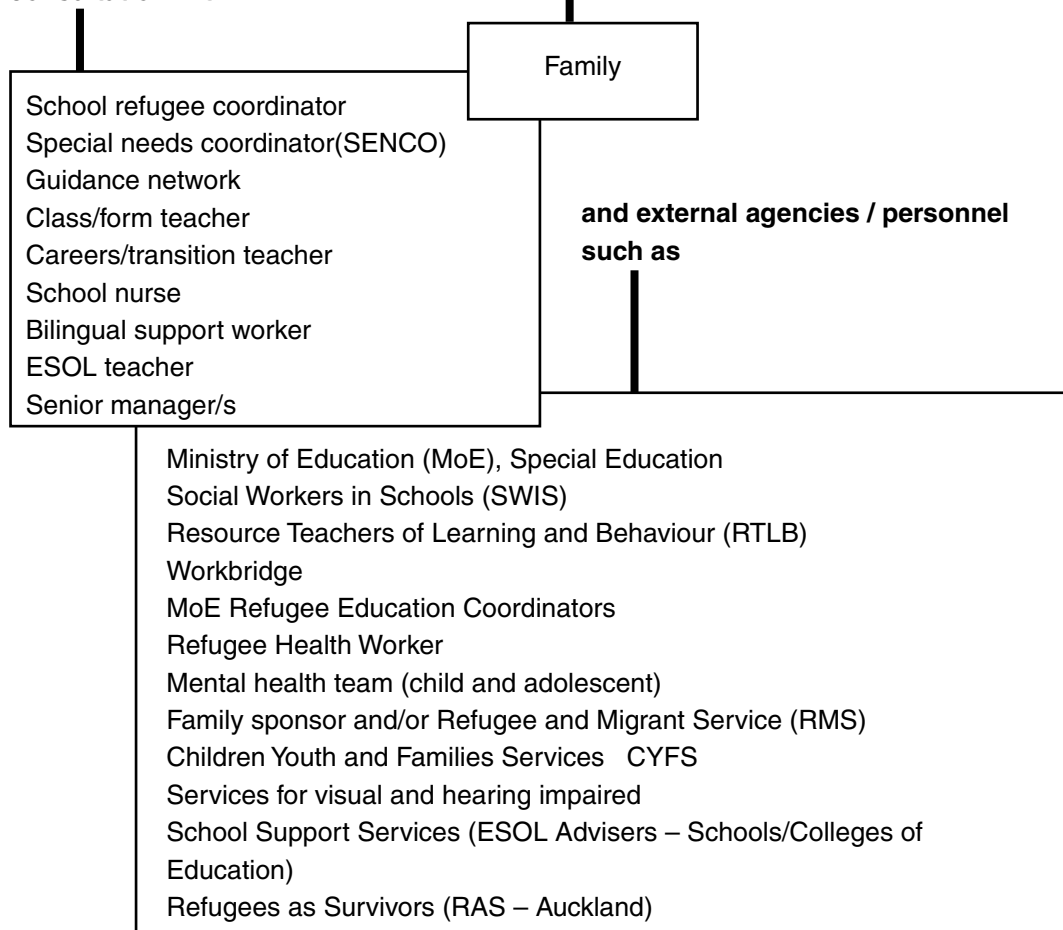 Family
School refugee coordinator
Special needs coordinator(SENCO)
Guidance network
Class/form teacher
Careers/transition teacher
School nurse
Bilingual support worker
ESOL teacher
Senior manager/s
and external agencies / personnel
such as
Ministry of Education (MoE), Special Education
Social Workers in Schools (SWIS)
Resource Teachers of Learning and Behaviour (RTLB)
Workbridge
MoE Refugee Education Coordinators
Refugee Health Worker
Mental health team (child and adolescent)
Family sponsor and/or Refugee and Migrant Service (RMS)
Children Youth and Families Services   CYFS
Services for visual and hearing impaired
School Support Services (ESOL Advisers – Schools/Colleges of
Education)
Refugees as Survivors (RAS – Auckland)